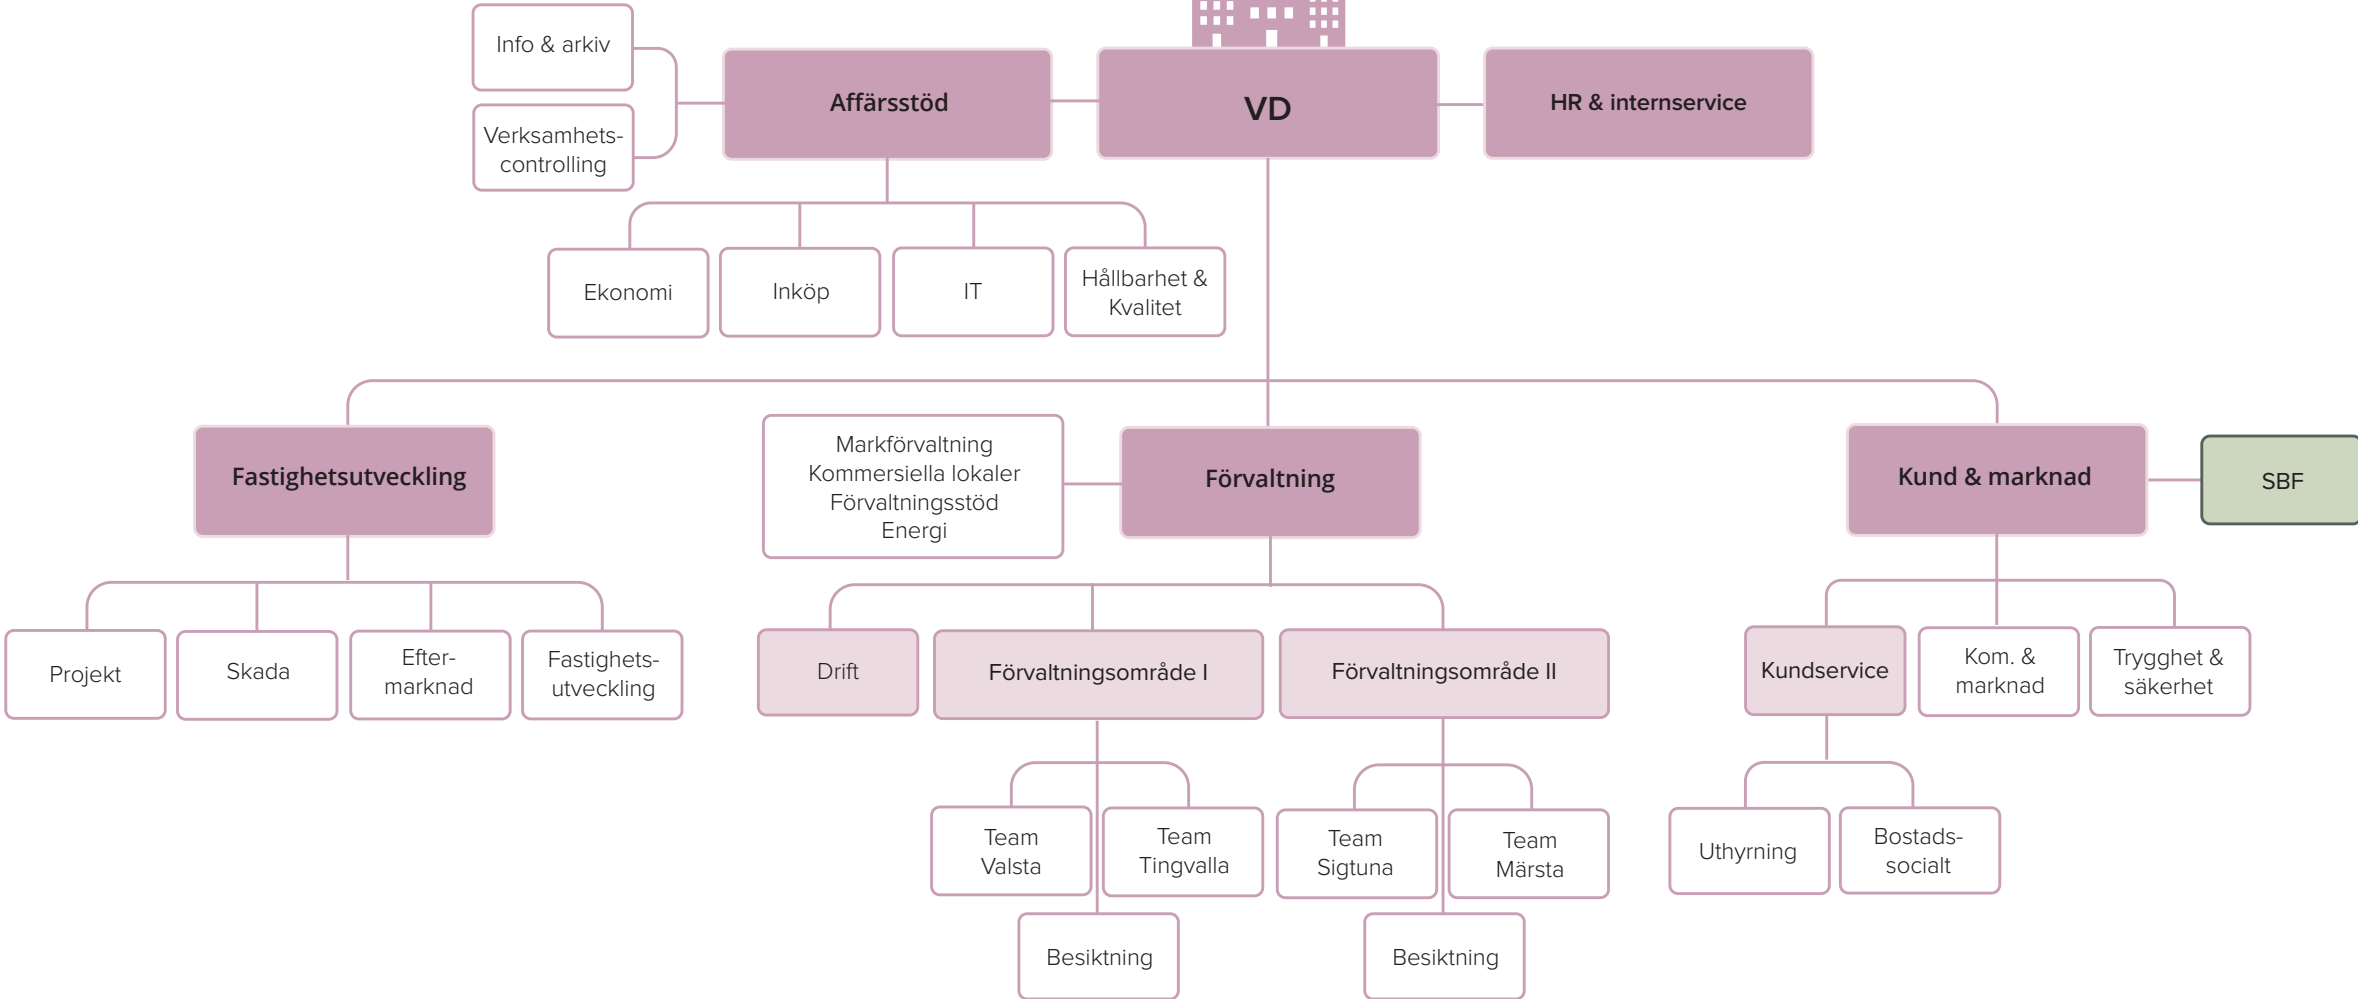 Info & arkiv
Verksamhets-
controlling
Affärsstöd
VD
HR & internservice
Ekonomi
Inköp
IT
Hållbarhet &
Kvalitet
Fastighetsutveckling
Markförvaltning
Kommersiella lokaler
Förvaltningsstöd
Energi
Förvaltning
Kund & marknad
SBF
Projekt
Skada
Efter-
marknad
Fastighets-
utveckling
Drift
Förvaltningsområde I
Förvaltningsområde II
Kundservice
Kom. &
marknad
Trygghet &
säkerhet
Team
Valsta
Team
Tingvalla
Team
Sigtuna
Team
Märsta
Uthyrning
Bostads-
socialt
Besiktning
Besiktning